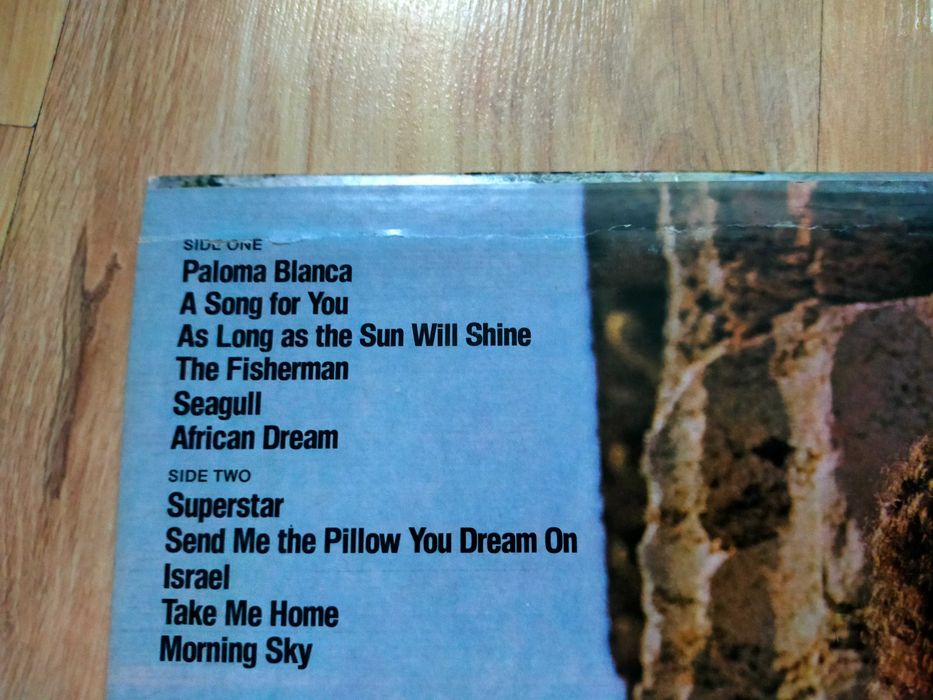 SIDE ONE
Paloma Blanca
A Song for You
As Long as the Sun Will Shine
The Fisherman
Seagull
African Dream
SIDE TWO
Superstar
Send Me the Pillow You Dream On
Israel
Take Me Home
Morning Sky